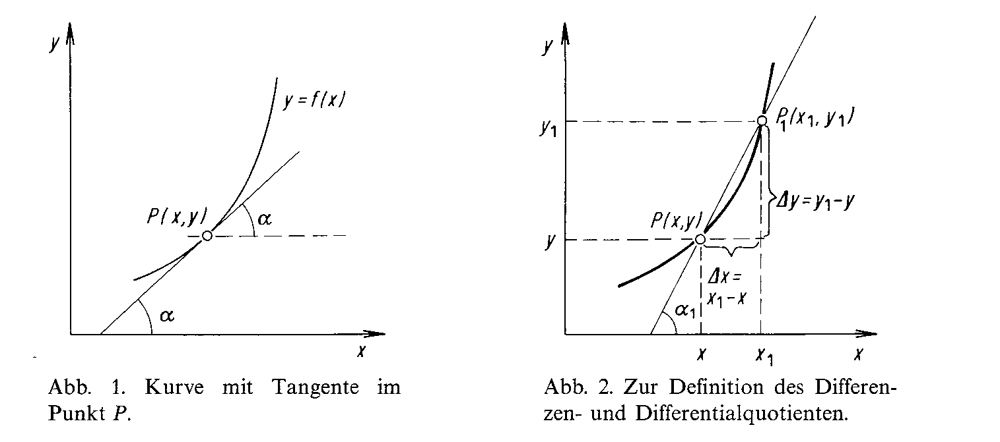 y
y = f(x)
P(x,y)
α
α
x
Abb. 1. Kurve mit Tangente im
Punkt P.
y
y₁
P₁(x₁, y₁)
Δy = y₁-y
P(x,y)
y
Δx =
x₁-x
α₁
x
x₁
x
Abb. 2. Zur Definition des Differen-
zen- und Differentialquotienten.